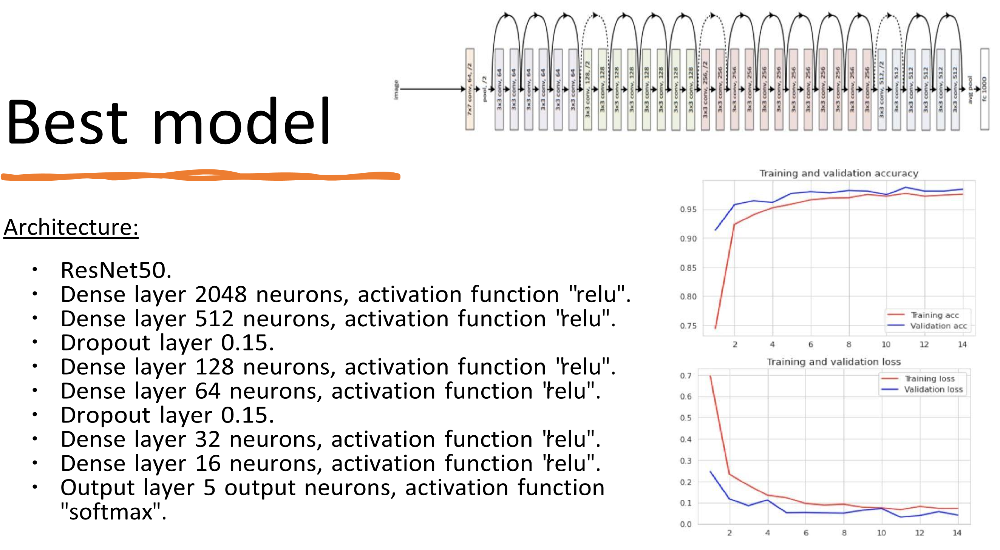 Best model
Architecture:
· ResNet50.
· Dense layer 2048 neurons, activation function "relu".
· Dense layer 512 neurons, activation function "relu".
· Dropout layer 0.15.
· Dense layer 128 neurons, activation function "relu".
· Dense layer 64 neurons, activation function "relu".
· Dropout layer 0.15.
· Dense layer 32 neurons, activation function "relu".
· Dense layer 16 neurons, activation function "relu".
· Output layer 5 output neurons, activation function
"softmax".
image
7x7 conv, 64, /2
pool, /2
3x3 conv, 64
3x3 conv, 64
3x3 conv, 64
3x3 conv, 64
3x3 conv, 64
3x3 conv, 64
3x3 conv, 128, /2
3x3 conv, 128
3x3 conv, 128
3x3 conv, 128
3x3 conv, 128
3x3 conv, 128
3x3 conv, 128
3x3 conv, 128
3x3 conv, 256, /2
3x3 conv, 256
3x3 conv, 256
3x3 conv, 256
3x3 conv, 256
3x3 conv, 256
3x3 conv, 256
3x3 conv, 256
3x3 conv, 256
3x3 conv, 256
3x3 conv, 256
3x3 conv, 256
3x3 conv, 512, /2
3x3 conv, 512
3x3 conv, 512
3x3 conv, 512
3x3 conv, 512
3x3 conv, 512
avg pool
fc 1000
Training and validation accuracy
0.95
0.90
0.85
0.80
0.75
Training acc
Validation acc
2 4 6 8 10 12 14
Training and validation loss
0.7
0.6
0.5
0.4
0.3
0.2
0.1
0.0
Training loss
Validation loss
2 4 6 8 10 12 14